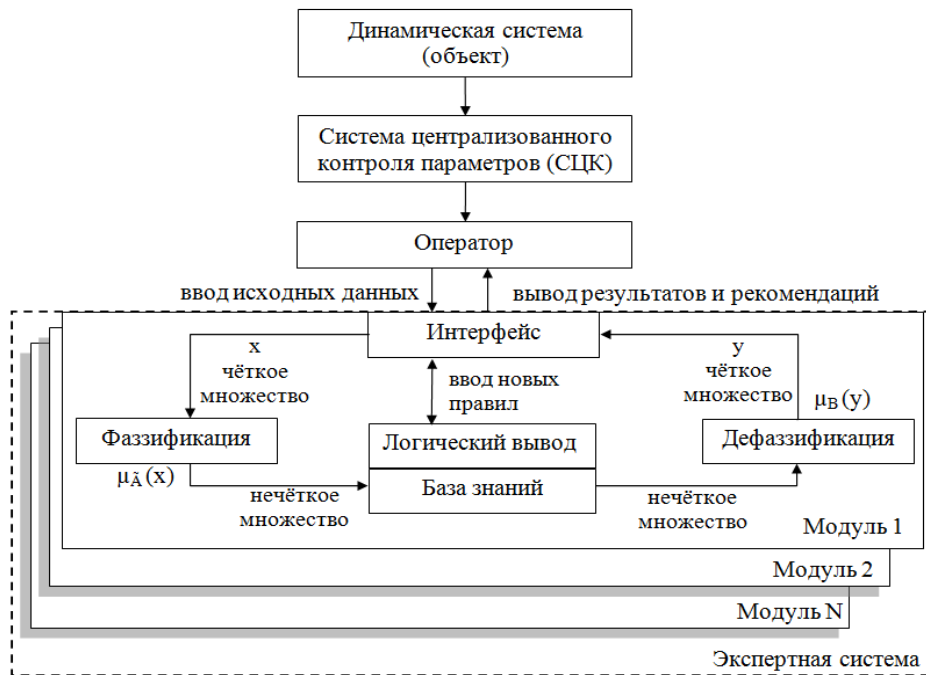 Динамическая система
(объект)
Система централизованного
контроля параметров (СЦК)
Оператор
ввод исходных данных
вывод результатов и рекомендаций
Интерфейс
x
чёткое
множество
ввод новых
правил
y
чёткое
множество
μB(y)
Фаззификация
Логический вывод
Дефаззификация
μÃ(x)
База знаний
нечёткое
множество
нечёткое
множество
Модуль 1
Модуль 2
Модуль N
Экспертная система